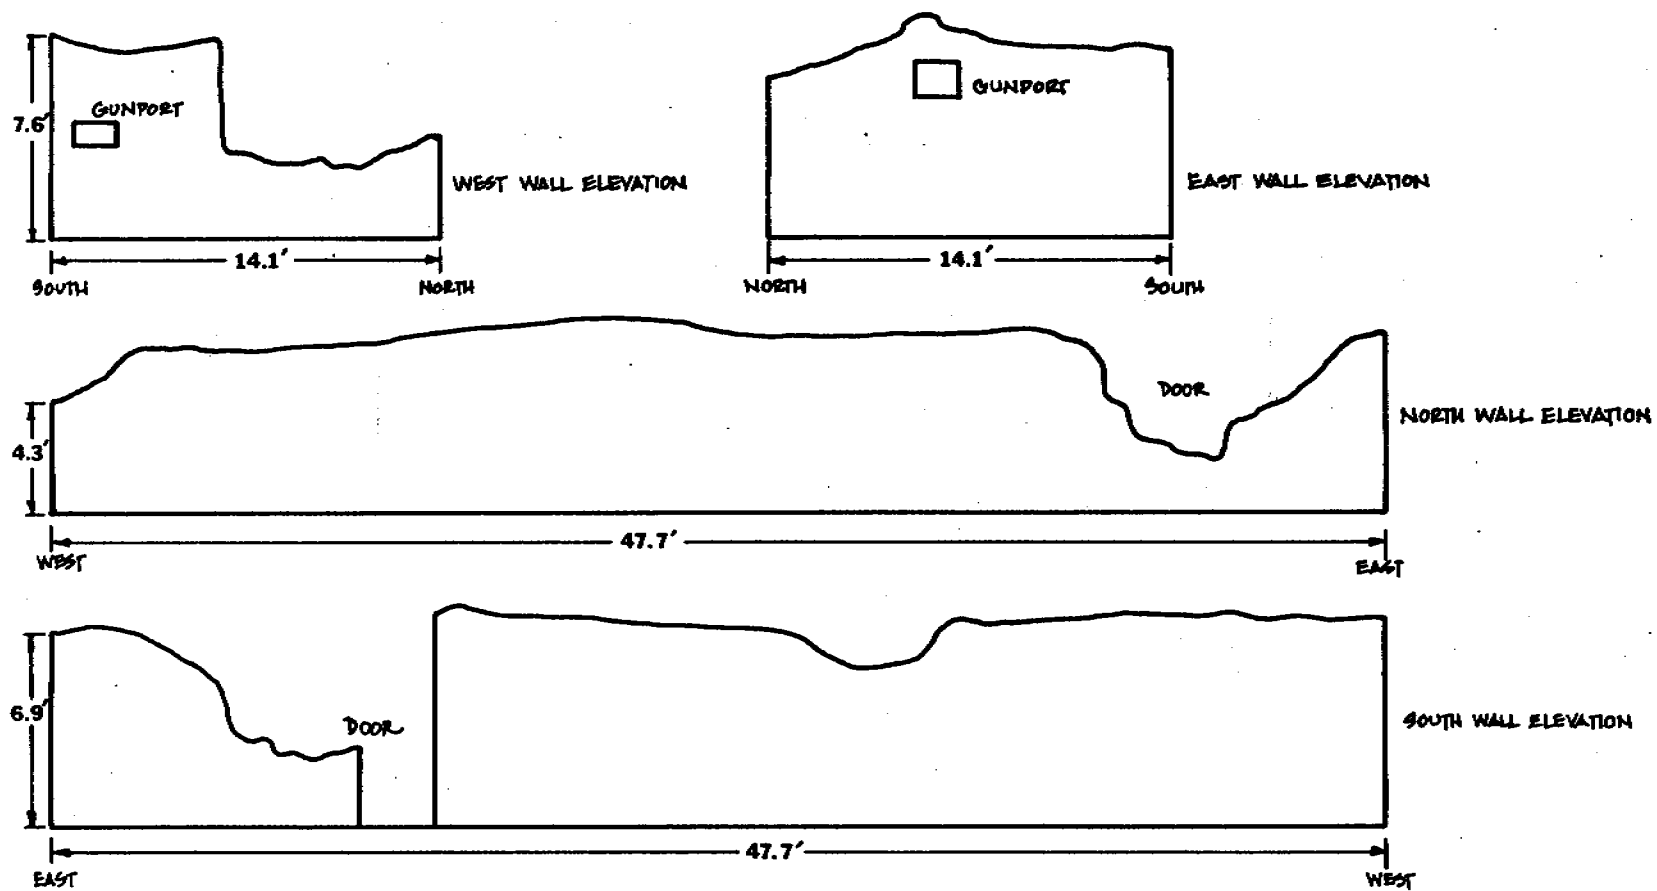 GUNPORT
7.6'
WEST WALL ELEVATION
14.1'
SOUTH
NORTH
GUNPORT
EAST WALL ELEVATION
14.1'
NORTH
SOUTH
DOOR
NORTH WALL ELEVATION
4.3'
47.7'
WEST
EAST
6.9'
DOOR
SOUTH WALL ELEVATION
47.7'
EAST
WEST